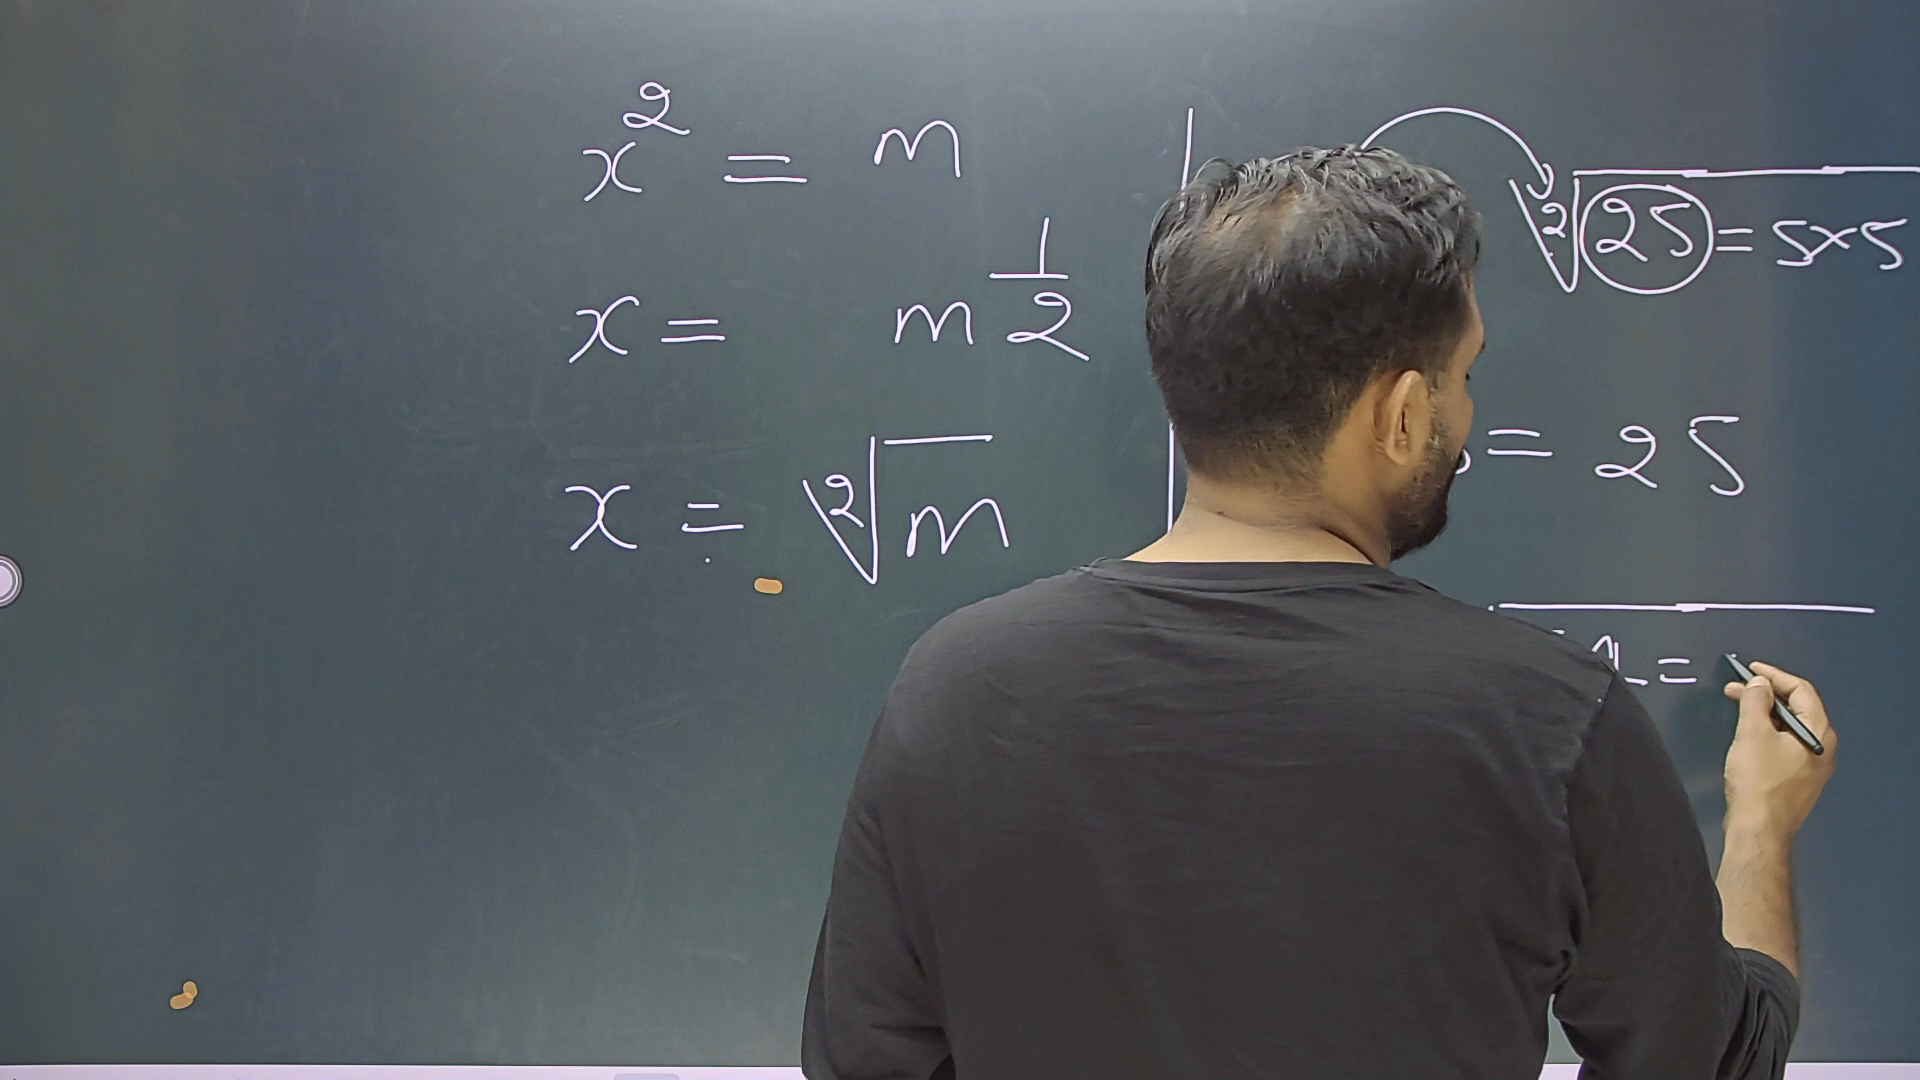 x² = m
x = m^(1/2)
x = ²√m
²√25 = 5×5
= 25
=